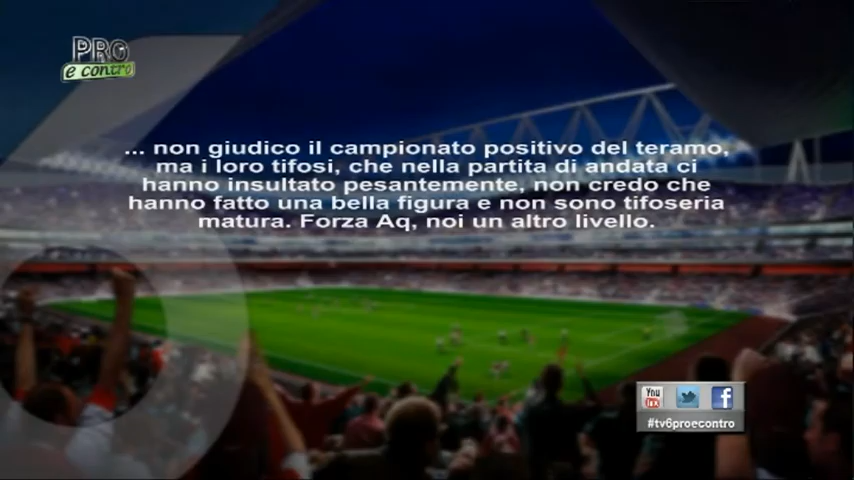 PRO
e contro
... non giudico il campionato positivo del teramo,
ma i loro tifosi, che nella partita di andata ci
hanno insultato pesantemente, non credo che
hanno fatto una bella figura e non sono tifoseria
matura. Forza Aq, noi un altro livello.
You
#tv6proecontro